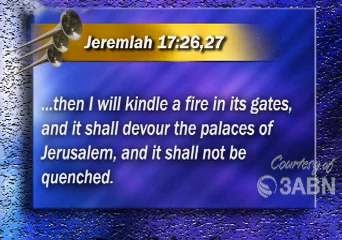 Jeremiah 17:26,27
...then I will kindle a fire in its gates,
and it shall devour the palaces of
Jerusalem, and it shall not be
quenched.
Courtesy of
3ABN